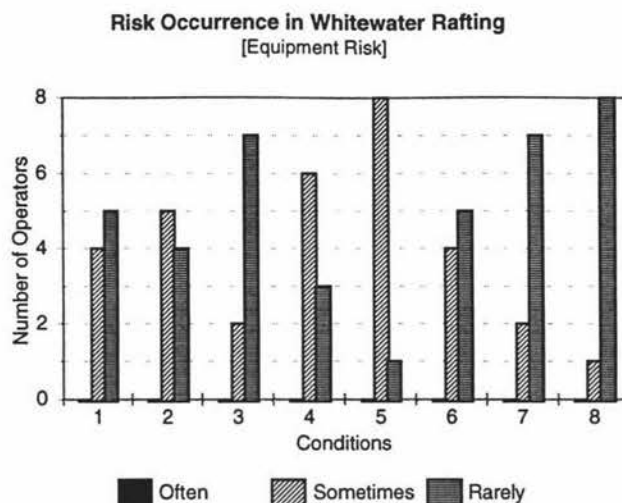 Risk Occurrence in Whitewater Rafting
[Equipment Risk]
8
6
4
2
0
Number of Operators
1 2 3 4 5 6 7 8
Conditions
Often Sometimes Rarely